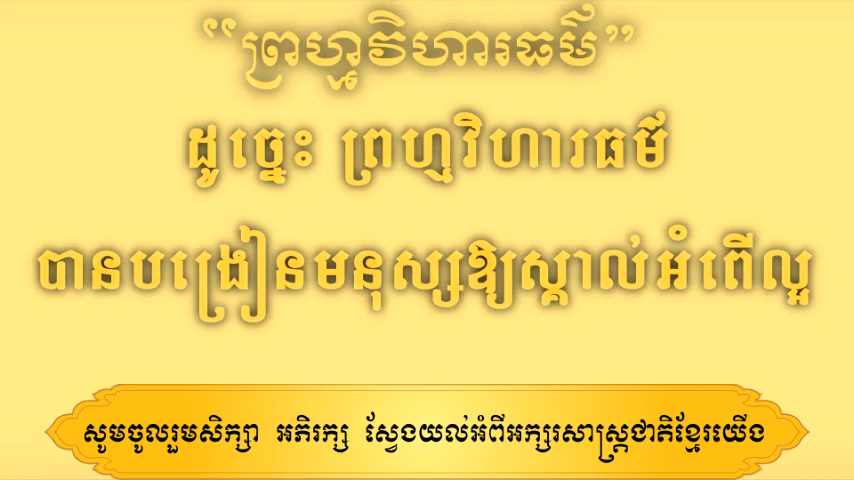 “ព្រហ្មវិហារធម៌”
ដូច្នេះ ព្រហ្មវិហារធម៌
បានបង្រៀនមនុស្សឱ្យស្គាល់អំពើល្អ
សូមចូលរួមសិក្សា អភិរក្ស ស្វែងយល់អំពីអក្សរសាស្ត្រជាតិខ្មែរយើង